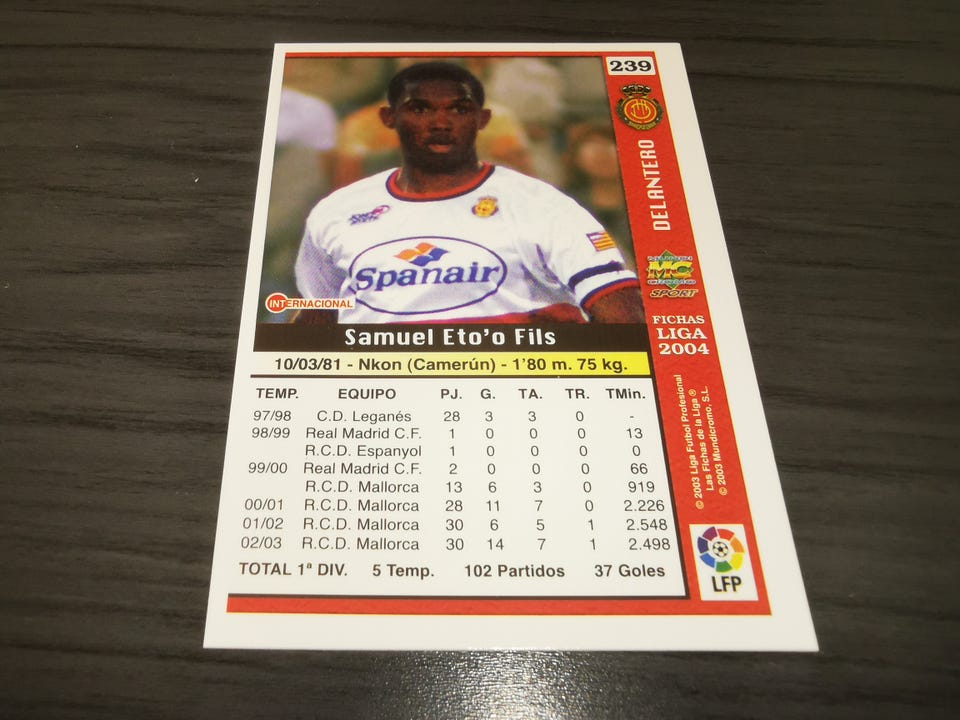 239
DELANTERO
MC
SPORT
FICHAS
LIGA
2004
© 2003 Liga Futbol Profesional
Las Fichas de la Liga ®
© 2003 Mundicromo, S.L.
LFP
Spanair
INTERNACIONAL
Samuel Eto'o Fils
10/03/81 - Nkon (Camerún) - 1'80 m. 75 kg.
TEMP. EQUIPO PJ. G. TA. TR. TMin.
97/98 C.D. Leganés 28 3 3 0 -
98/99 Real Madrid C.F. 1 0 0 0 13
R.C.D. Espanyol 1 0 0 0 0
99/00 Real Madrid C.F. 2 0 0 0 66
R.C.D. Mallorca 13 6 3 0 919
00/01 R.C.D. Mallorca 28 11 7 0 2.226
01/02 R.C.D. Mallorca 30 6 5 1 2.548
02/03 R.C.D. Mallorca 30 14 7 1 2.498
TOTAL 1ª DIV. 5 Temp. 102 Partidos 37 Goles